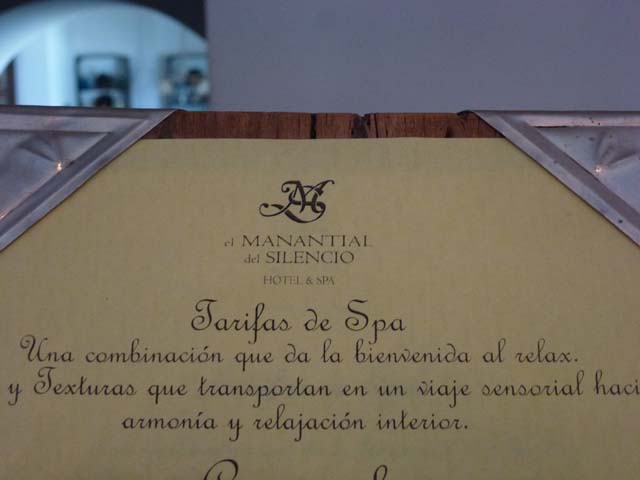 el MANANTIAL
del SILENCIO
HOTEL & SPA
Tarifas de Spa
Una combinación que da la bienvenida al relax.
y Texturas que transportan en un viaje sensorial haci
armonía y relajación interior.